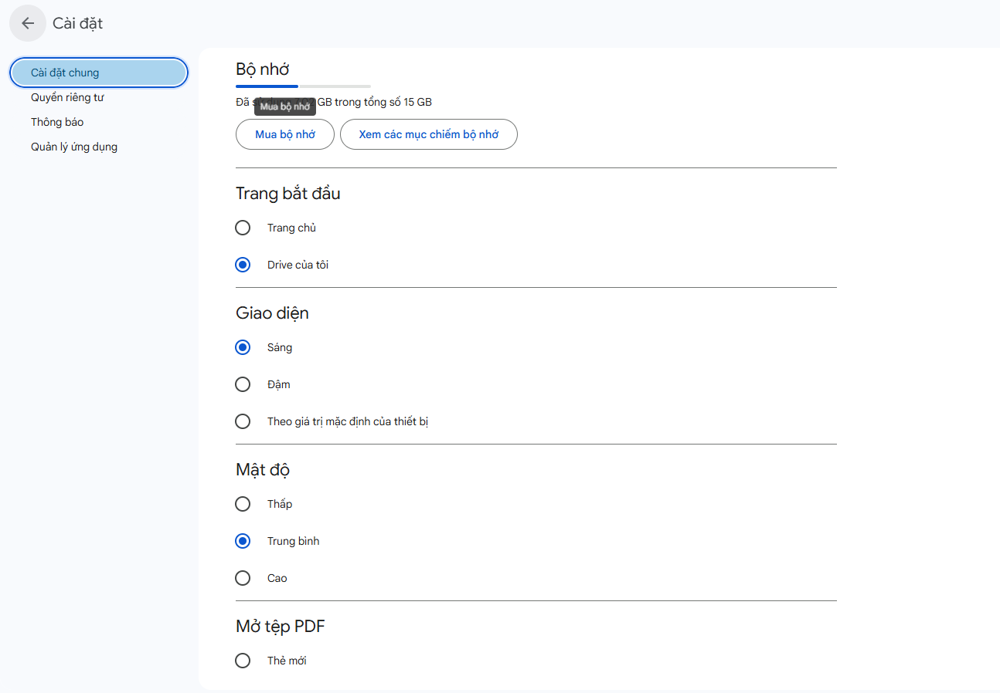 Cài đặt
Cài đặt chung
Quyền riêng tư
Thông báo
Quản lý ứng dụng
Bộ nhớ
Đã GB trong tổng số 15 GB
Mua bộ nhớ
Mua bộ nhớ
Xem các mục chiếm bộ nhớ
Trang bắt đầu
Trang chủ
Drive của tôi
Giao diện
Sáng
Đậm
Theo giá trị mặc định của thiết bị
Mật độ
Thấp
Trung bình
Cao
Mở tệp PDF
Thẻ mới